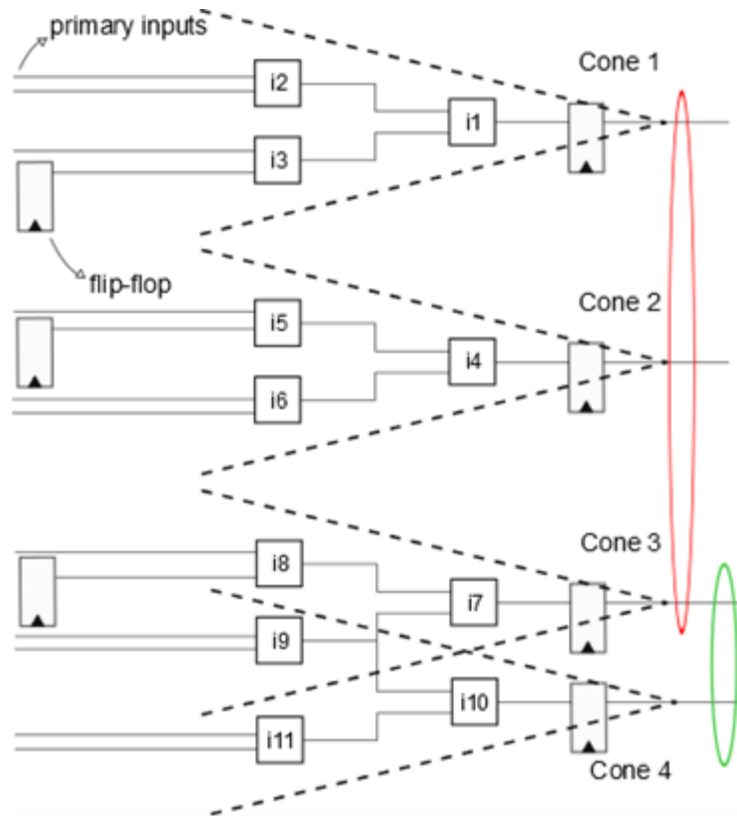 primary inputs
Cone 1
i2
i1
i3
flip-flop
Cone 2
i5
i4
i6
Cone 3
i8
i7
i9
i10
i11
Cone 4